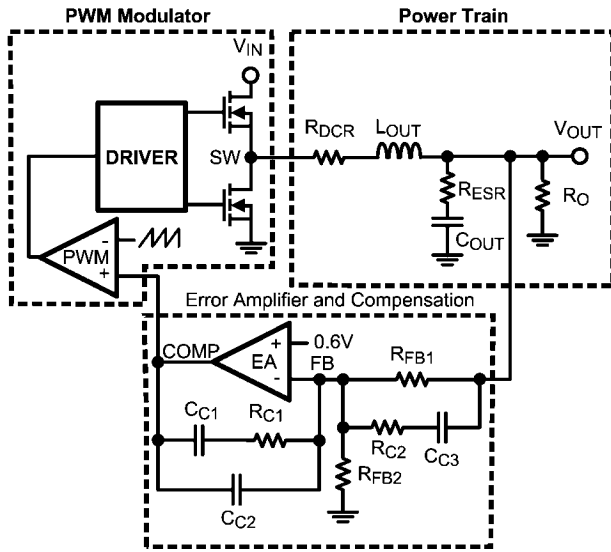 PWM Modulator
Power Train
VIN
RDCR
LOUT
VOUT
DRIVER
SW
RESR
RO
COUT
PWM
-
+
Error Amplifier and Compensation
COMP
EA
+
-
0.6V
FB
RFB1
CC1
RC1
RC2
CC3
RFB2
CC2